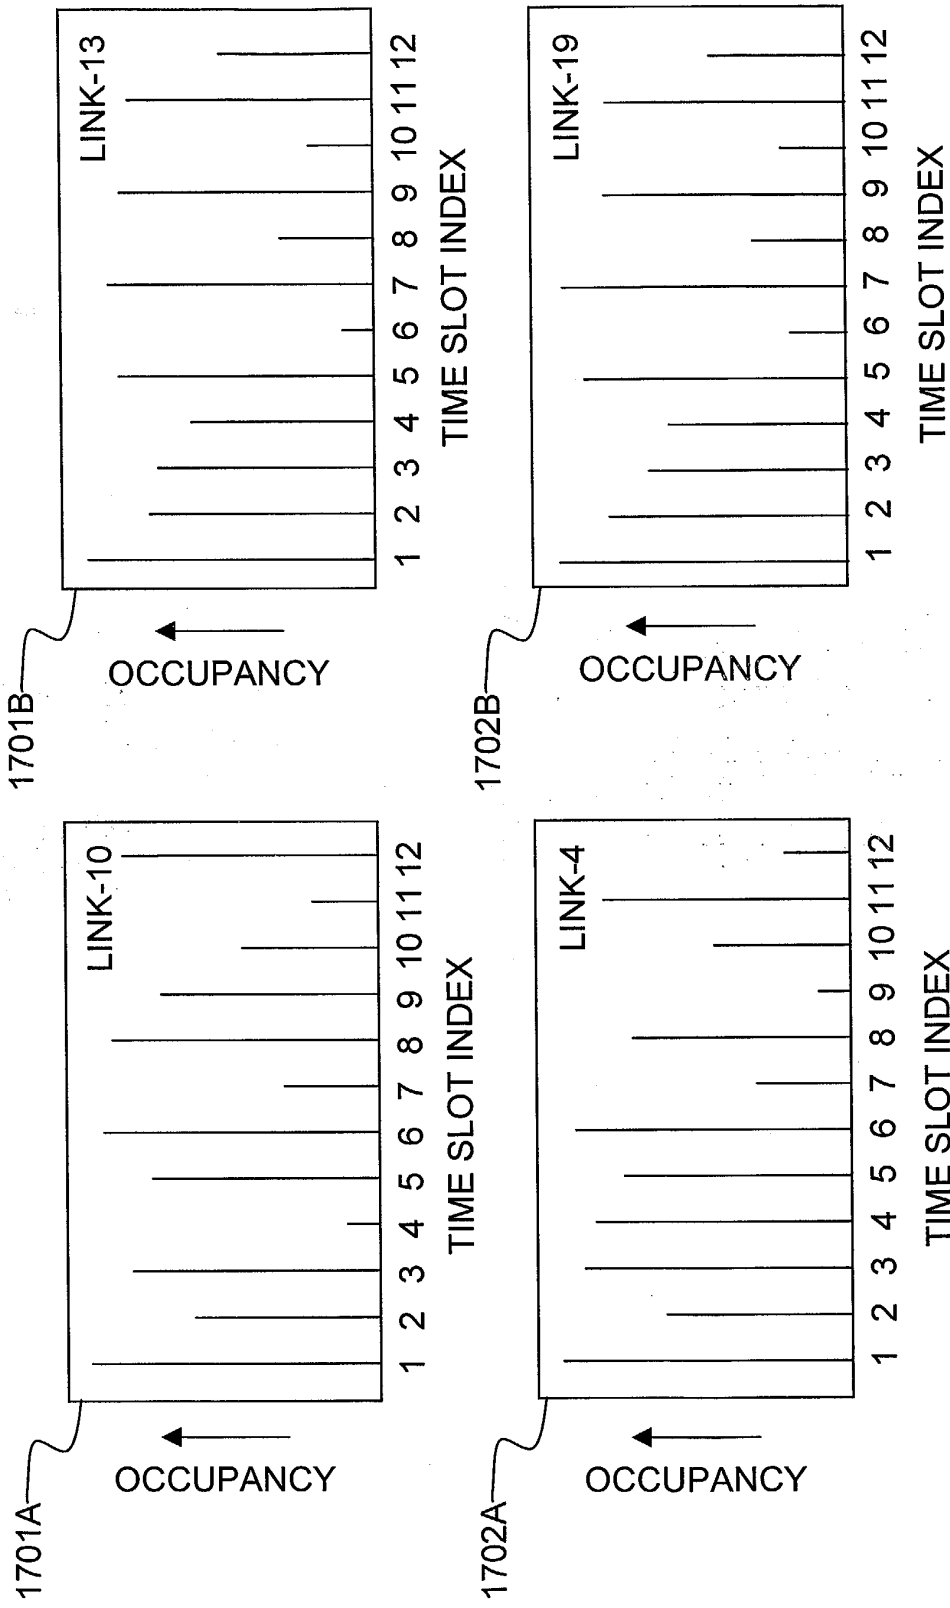 1701A
OCCUPANCY
LINK-10
1 2 3 4 5 6 7 8 9 10 11 12
TIME SLOT INDEX
1701B
OCCUPANCY
LINK-13
1 2 3 4 5 6 7 8 9 10 11 12
TIME SLOT INDEX
1702A
OCCUPANCY
LINK-4
1 2 3 4 5 6 7 8 9 10 11 12
TIME SLOT INDEX
1702B
OCCUPANCY
LINK-19
1 2 3 4 5 6 7 8 9 10 11 12
TIME SLOT INDEX